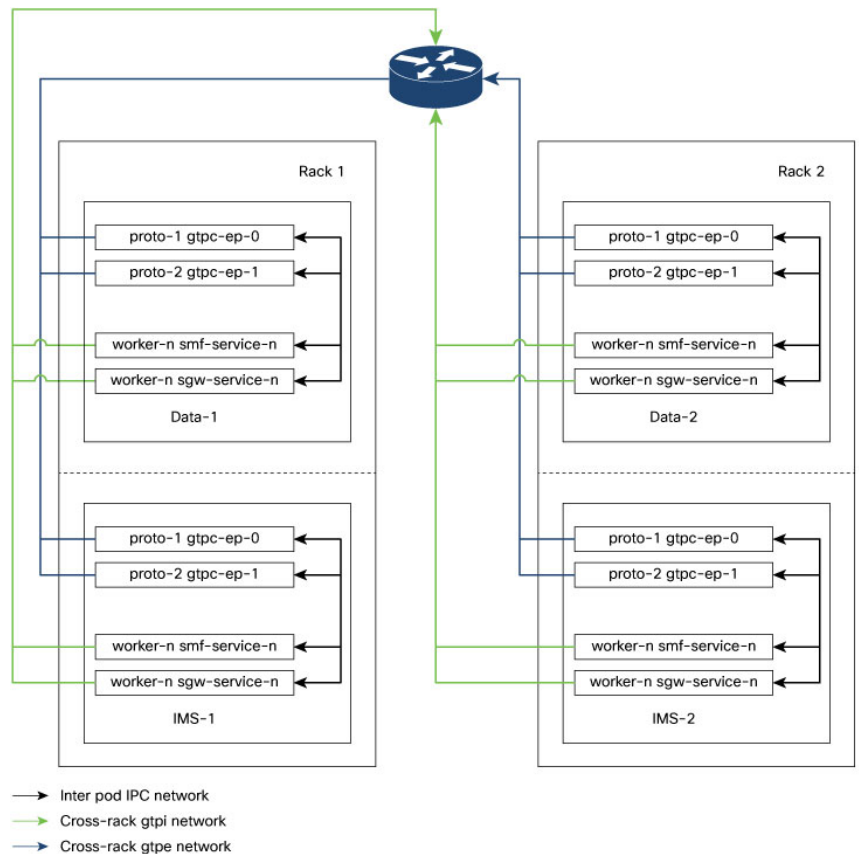 Rack 1
proto-1 gtpc-ep-0
proto-2 gtpc-ep-1
worker-n smf-service-n
worker-n sgw-service-n
Data-1
proto-1 gtpc-ep-0
proto-2 gtpc-ep-1
worker-n smf-service-n
worker-n sgw-service-n
IMS-1
Rack 2
proto-1 gtpc-ep-0
proto-2 gtpc-ep-1
worker-n smf-service-n
worker-n sgw-service-n
Data-2
proto-1 gtpc-ep-0
proto-2 gtpc-ep-1
worker-n smf-service-n
worker-n sgw-service-n
IMS-2
Inter pod IPC network
Cross-rack gtpi network
Cross-rack gtpe network